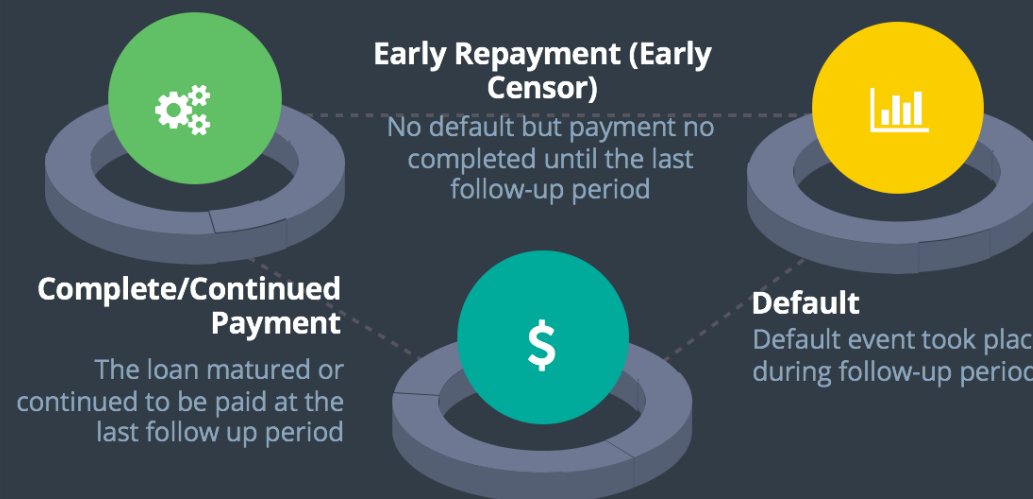 Early Repayment (Early
Censor)
No default but payment no
completed until the last
follow-up period
Complete/Continued
Payment
The loan matured or
continued to be paid at the
last follow up period
$
Default
Default event took plac
during follow-up period